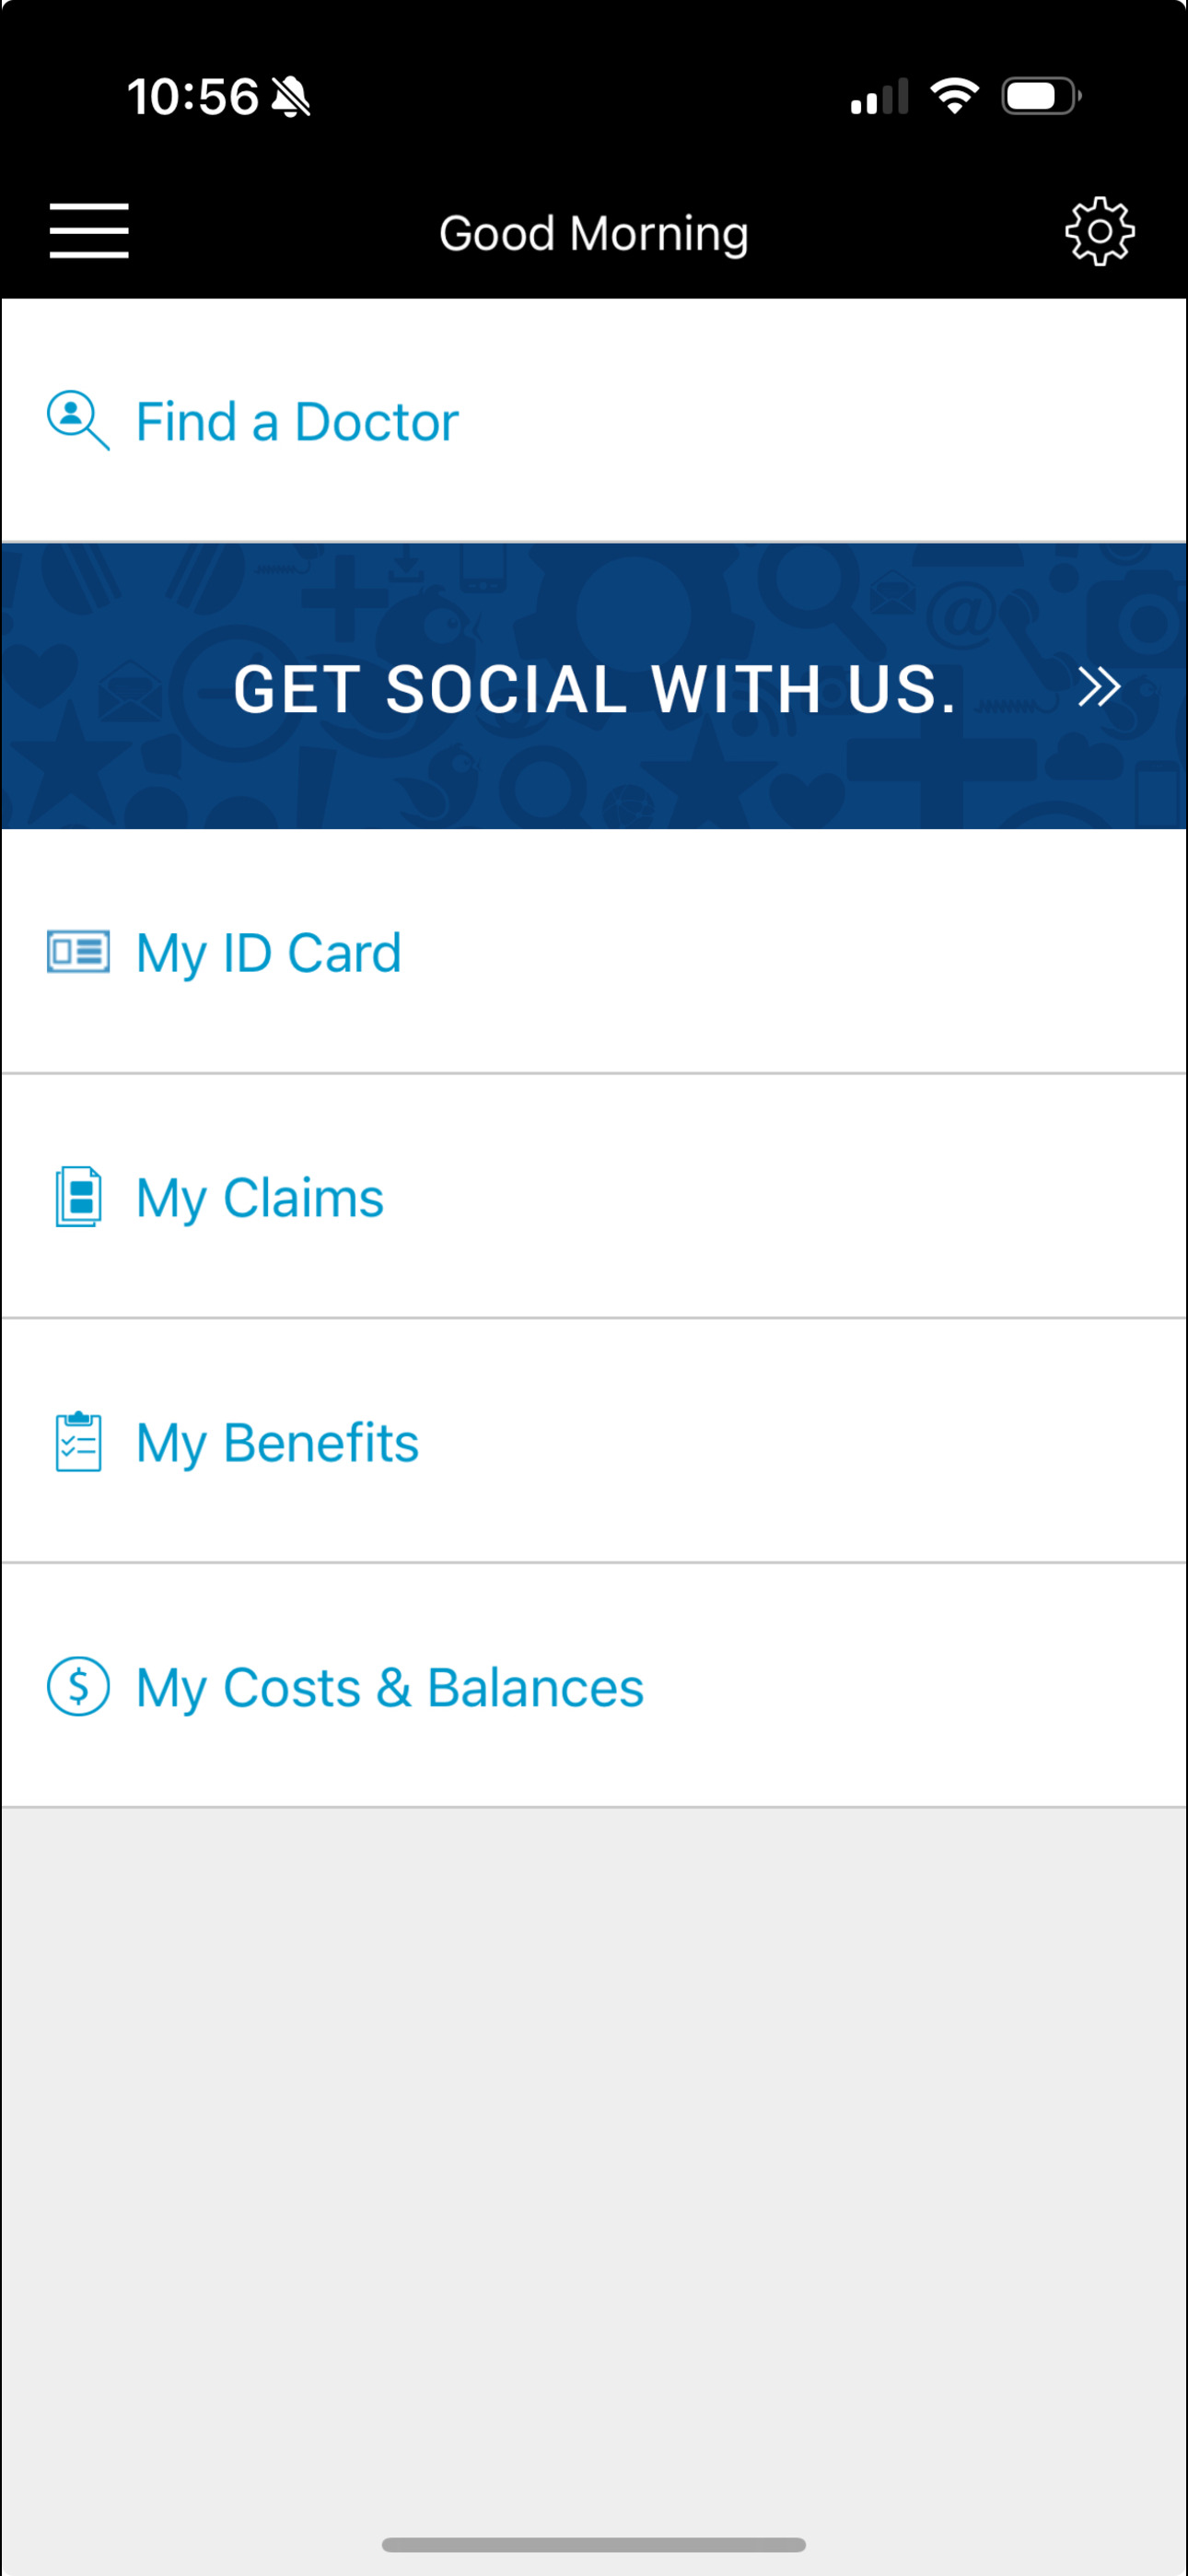 10:56
Good Morning
Find a Doctor
GET SOCIAL WITH US.
My ID Card
My Claims
My Benefits
My Costs & Balances